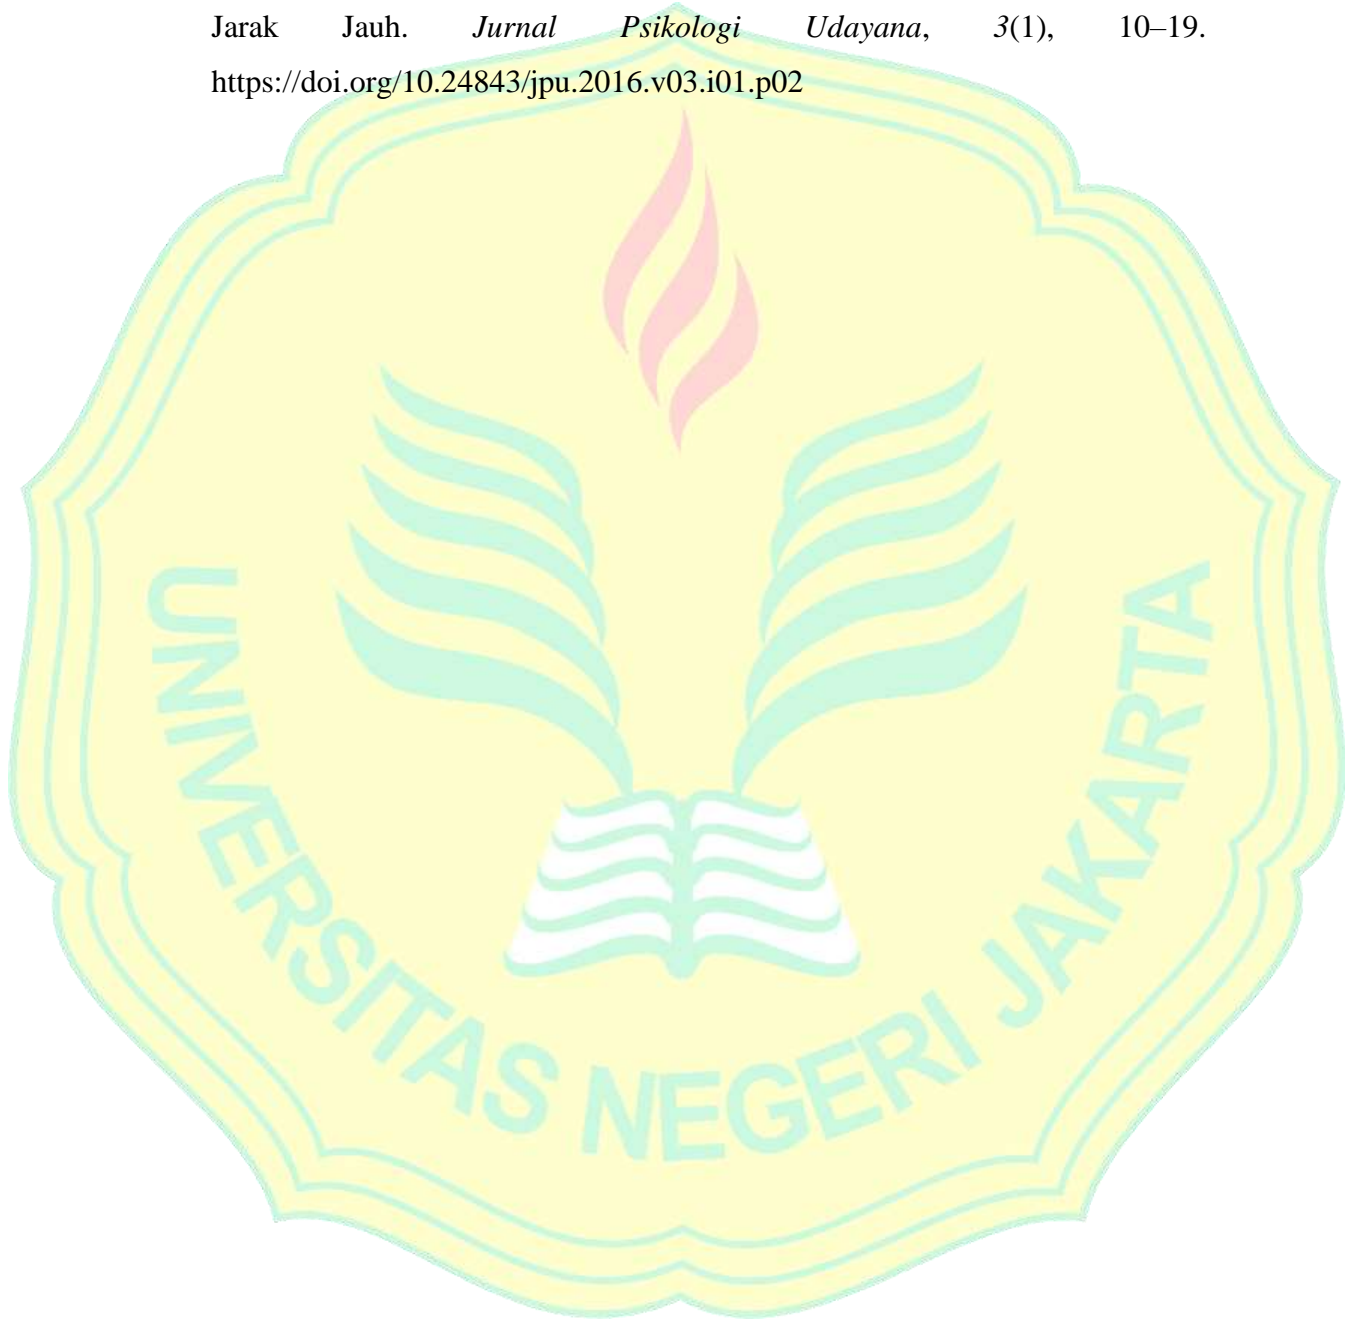 Jarak Jauh. Jurnal Psikologi Udayana, 3(1), 10–19.
https://doi.org/10.24843/jpu.2016.v03.i01.p02
UNIVERSITAS NEGERI JAKARTA